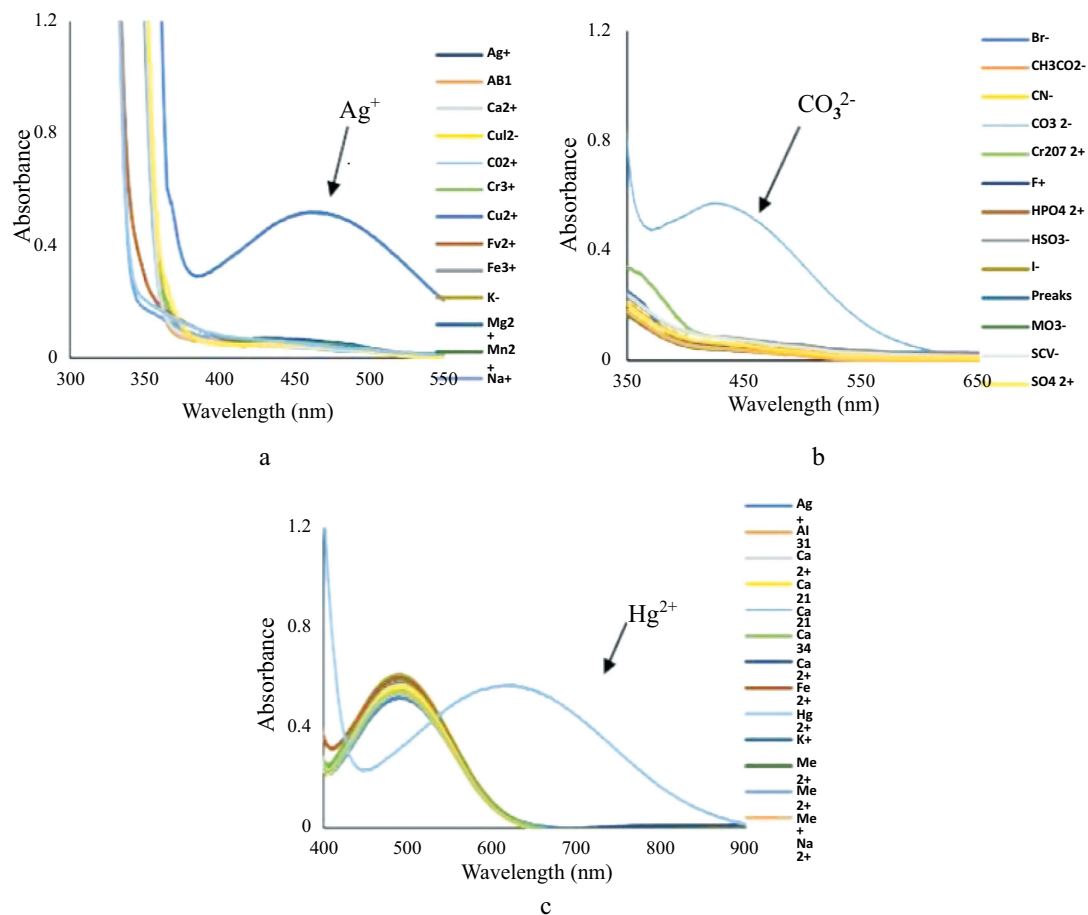 1.2
0.8
0.4
0
300
350
400
450
500
550
Absorbance
Wavelength (nm)
Ag⁺
Ag+
AB1
Ca2+
Cul2-
C02+
Cr3+
Cu2+
Fv2+
Fe3+
K-
Mg2
+
Mn2
+
Na+
a
1.2
0.8
0.4
0
350
450
550
650
Absorbance
Wavelength (nm)
CO₃²⁻
Br-
CH3CO2-
CN-
CO3 2-
Cr207 2+
F+
HPO4 2+
HSO3-
I-
Preaks
MO3-
SCV-
SO4 2+
b
1.2
0.8
0.4
0
400
500
600
700
800
900
Absorbance
Wavelength (nm)
Hg²⁺
Ag
+
Al
31
Ca
2+
Ca
21
Ca
21
Ca
34
Ca
2+
Fe
2+
Hg
2+
K+
Me
2+
Me
2+
Me
+
Na
2+
c